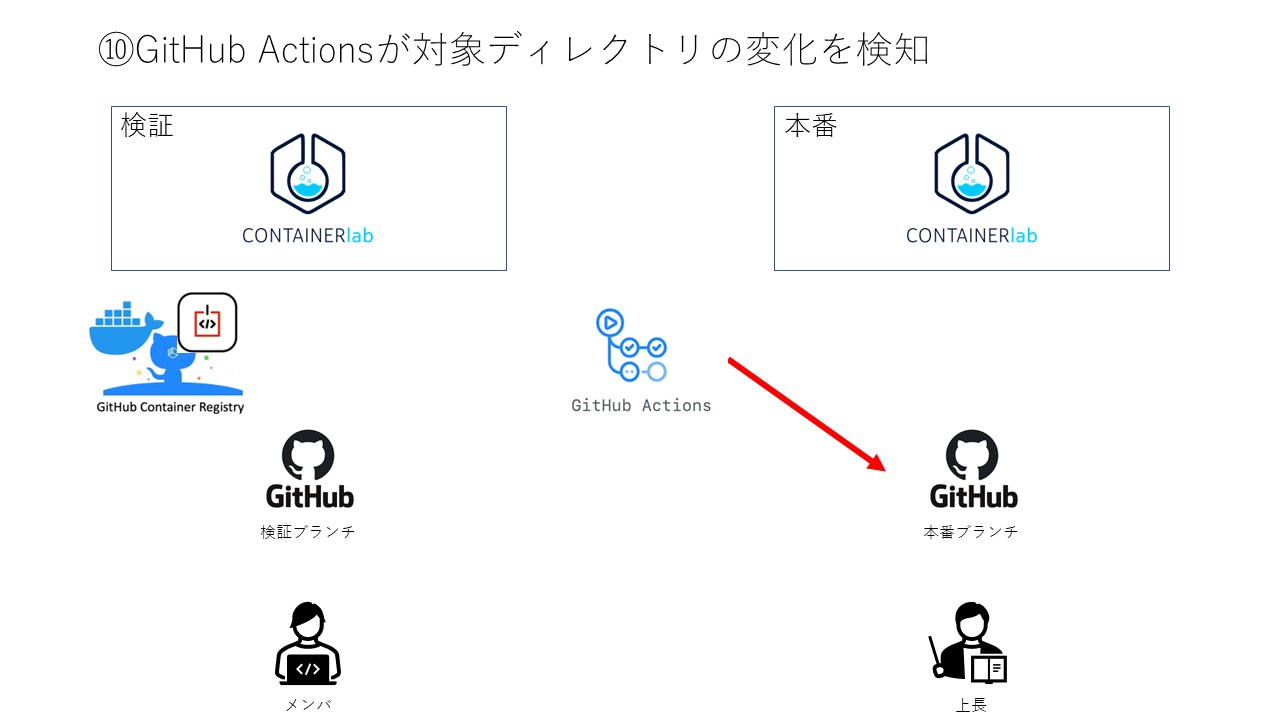 ⑩GitHub Actionsが対象ディレクトリの変化を検知
検証
本番
CONTAINERlab
CONTAINERlab
GitHub Container Registry
GitHub Actions
GitHub
検証ブランチ
GitHub
本番ブランチ
メンバ
上長